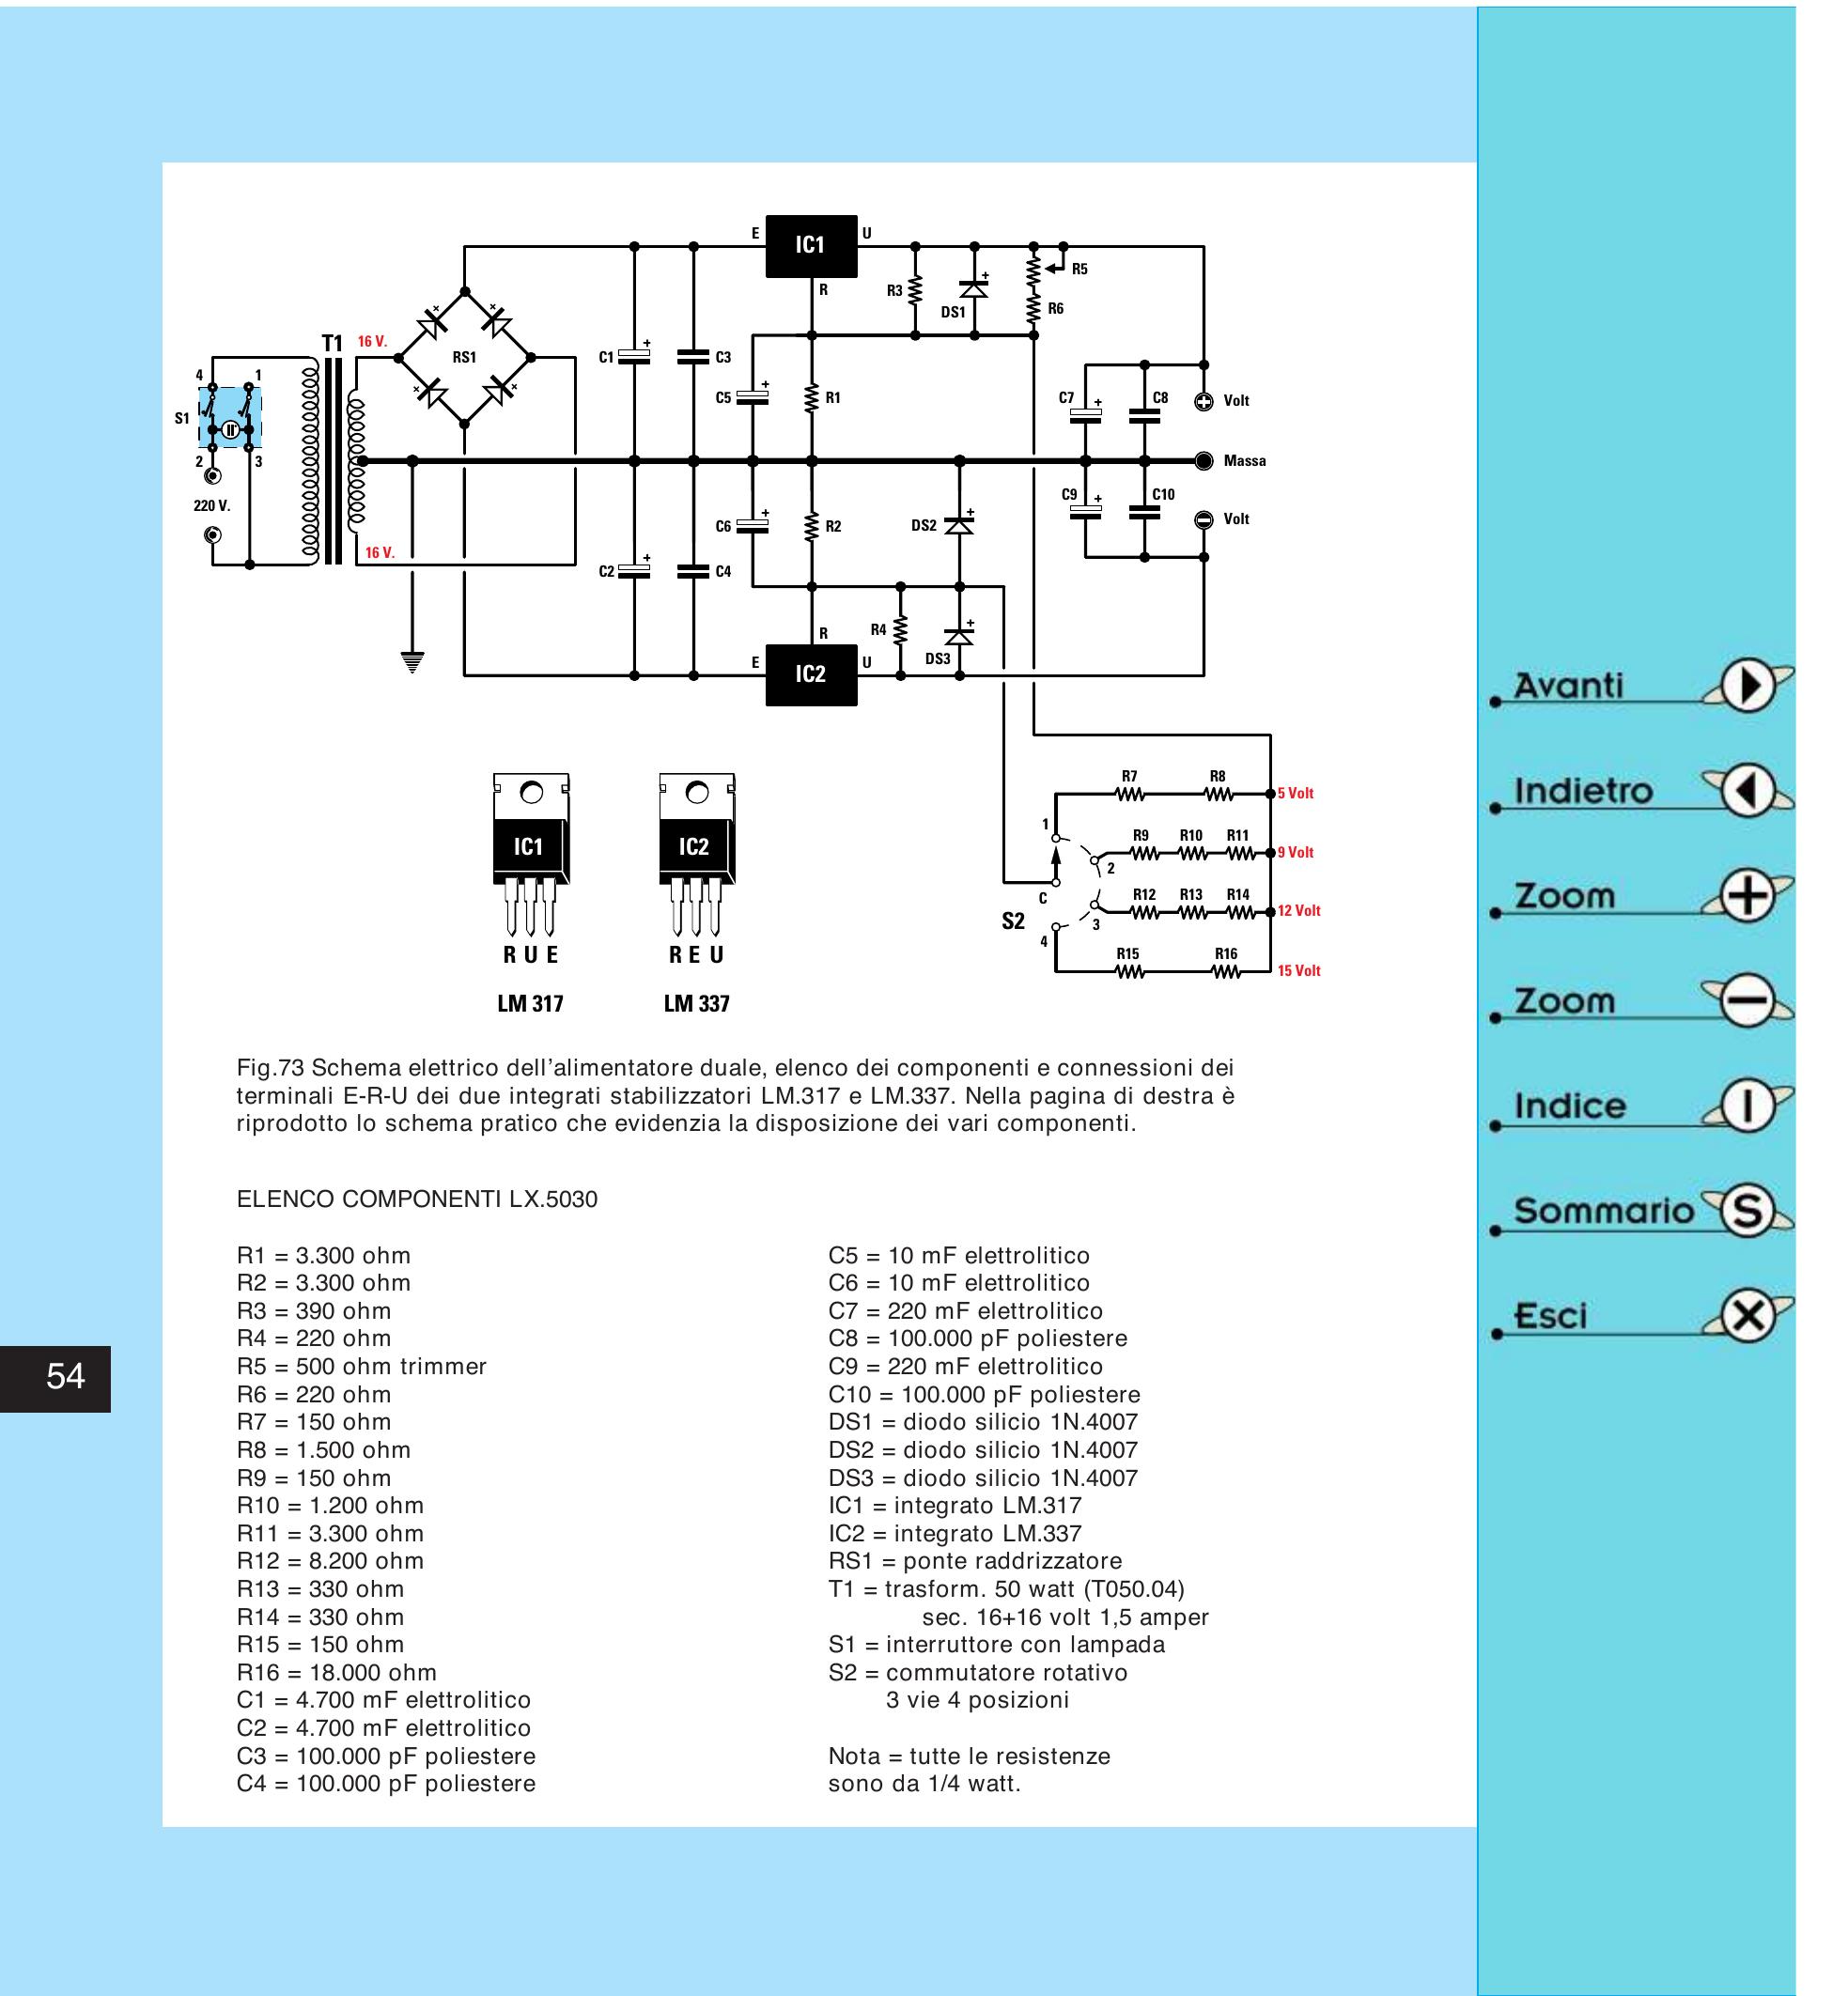 IC1
E
U
R
R3
DS1
+
R5
R6
T1
16 V.
RS1
C1
+
C3
C5
+
R1
C7
+
C8
Volt
4
1
S1
2
3
220 V.
Massa
C9
+
C10
Volt
C6
+
R2
DS2
+
16 V.
C2
+
C4
R
R4
DS3
+
E
IC2
U
R7
R8
5 Volt
1
R9
R10
R11
9 Volt
2
C
R12
R13
R14
12 Volt
S2
3
4
R15
R16
15 Volt
IC1
IC2
R U E
R E U
LM 317
LM 337
Fig.73 Schema elettrico dell'alimentatore duale, elenco dei componenti e connessioni dei
terminali E-R-U dei due integrati stabilizzatori LM.317 e LM.337. Nella pagina di destra è
riprodotto lo schema pratico che evidenzia la disposizione dei vari componenti.
ELENCO COMPONENTI LX.5030
R1 = 3.300 ohm
R2 = 3.300 ohm
R3 = 390 ohm
R4 = 220 ohm
R5 = 500 ohm trimmer
R6 = 220 ohm
R7 = 150 ohm
R8 = 1.500 ohm
R9 = 150 ohm
R10 = 1.200 ohm
R11 = 3.300 ohm
R12 = 8.200 ohm
R13 = 330 ohm
R14 = 330 ohm
R15 = 150 ohm
R16 = 18.000 ohm
C1 = 4.700 mF elettrolitico
C2 = 4.700 mF elettrolitico
C3 = 100.000 pF poliestere
C4 = 100.000 pF poliestere
C5 = 10 mF elettrolitico
C6 = 10 mF elettrolitico
C7 = 220 mF elettrolitico
C8 = 100.000 pF poliestere
C9 = 220 mF elettrolitico
C10 = 100.000 pF poliestere
DS1 = diodo silicio 1N.4007
DS2 = diodo silicio 1N.4007
DS3 = diodo silicio 1N.4007
IC1 = integrato LM.317
IC2 = integrato LM.337
RS1 = ponte raddrizzatore
T1 = trasform. 50 watt (T050.04)
sec. 16+16 volt 1,5 amper
S1 = interruttore con lampada
S2 = commutatore rotativo
3 vie 4 posizioni
Nota = tutte le resistenze
sono da 1/4 watt.
54
Avanti
Indietro
Zoom +
Zoom −
Indice I
Sommario S
Esci X